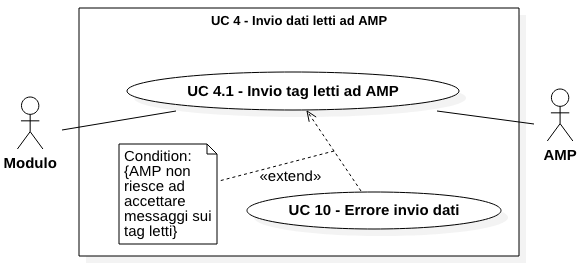 UC 4 - Invio dati letti ad AMP
UC 4.1 - Invio tag letti ad AMP
Modulo
AMP
Condition:
{AMP non
riesce ad
accettare
messaggi sui
tag letti}
«extend»
UC 10 - Errore invio dati